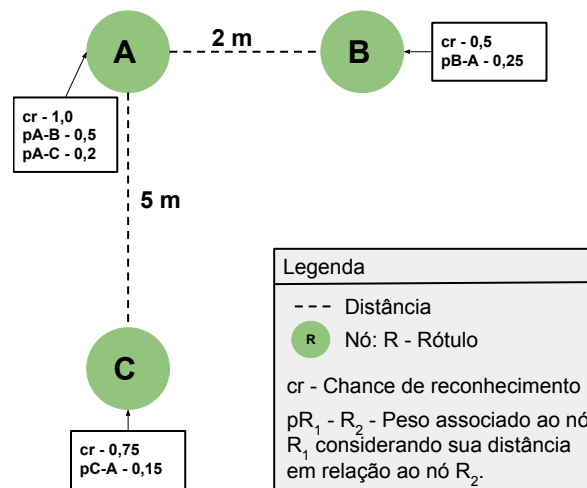 A
2 m
B
cr - 0,5
pB-A - 0,25
cr - 1,0
pA-B - 0,5
pA-C - 0,2
5 m
C
cr - 0,75
pC-A - 0,15
Legenda
Distância
R
Nó: R - Rótulo
cr - Chance de reconhecimento
pR₁ - R₂ - Peso associado ao nó
R₁ considerando sua distância
em relação ao nó R₂.